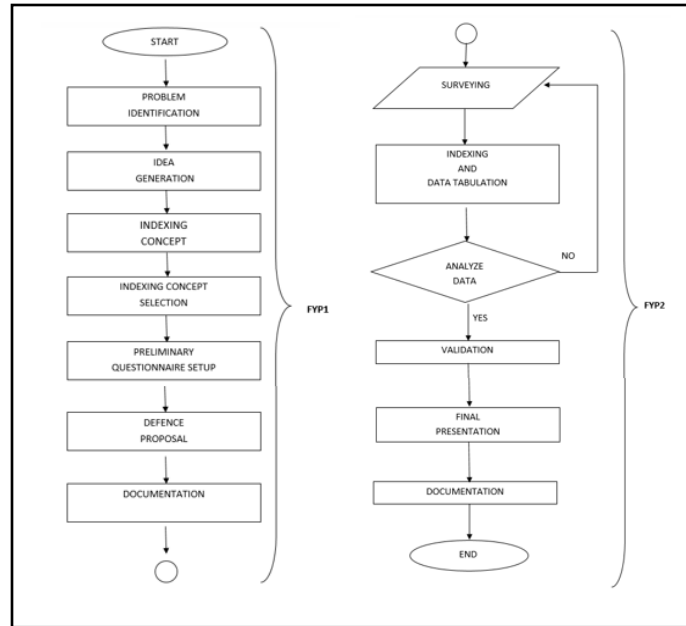 START
PROBLEM
IDENTIFICATION
IDEA
GENERATION
INDEXING
CONCEPT
INDEXING CONCEPT
SELECTION
PRELIMINARY
QUESTIONNAIRE SETUP
DEFENCE
PROPOSAL
DOCUMENTATION
FYP1
SURVEYING
INDEXING
AND
DATA TABULATION
ANALYZE
DATA
NO
YES
VALIDATION
FINAL
PRESENTATION
DOCUMENTATION
END
FYP2